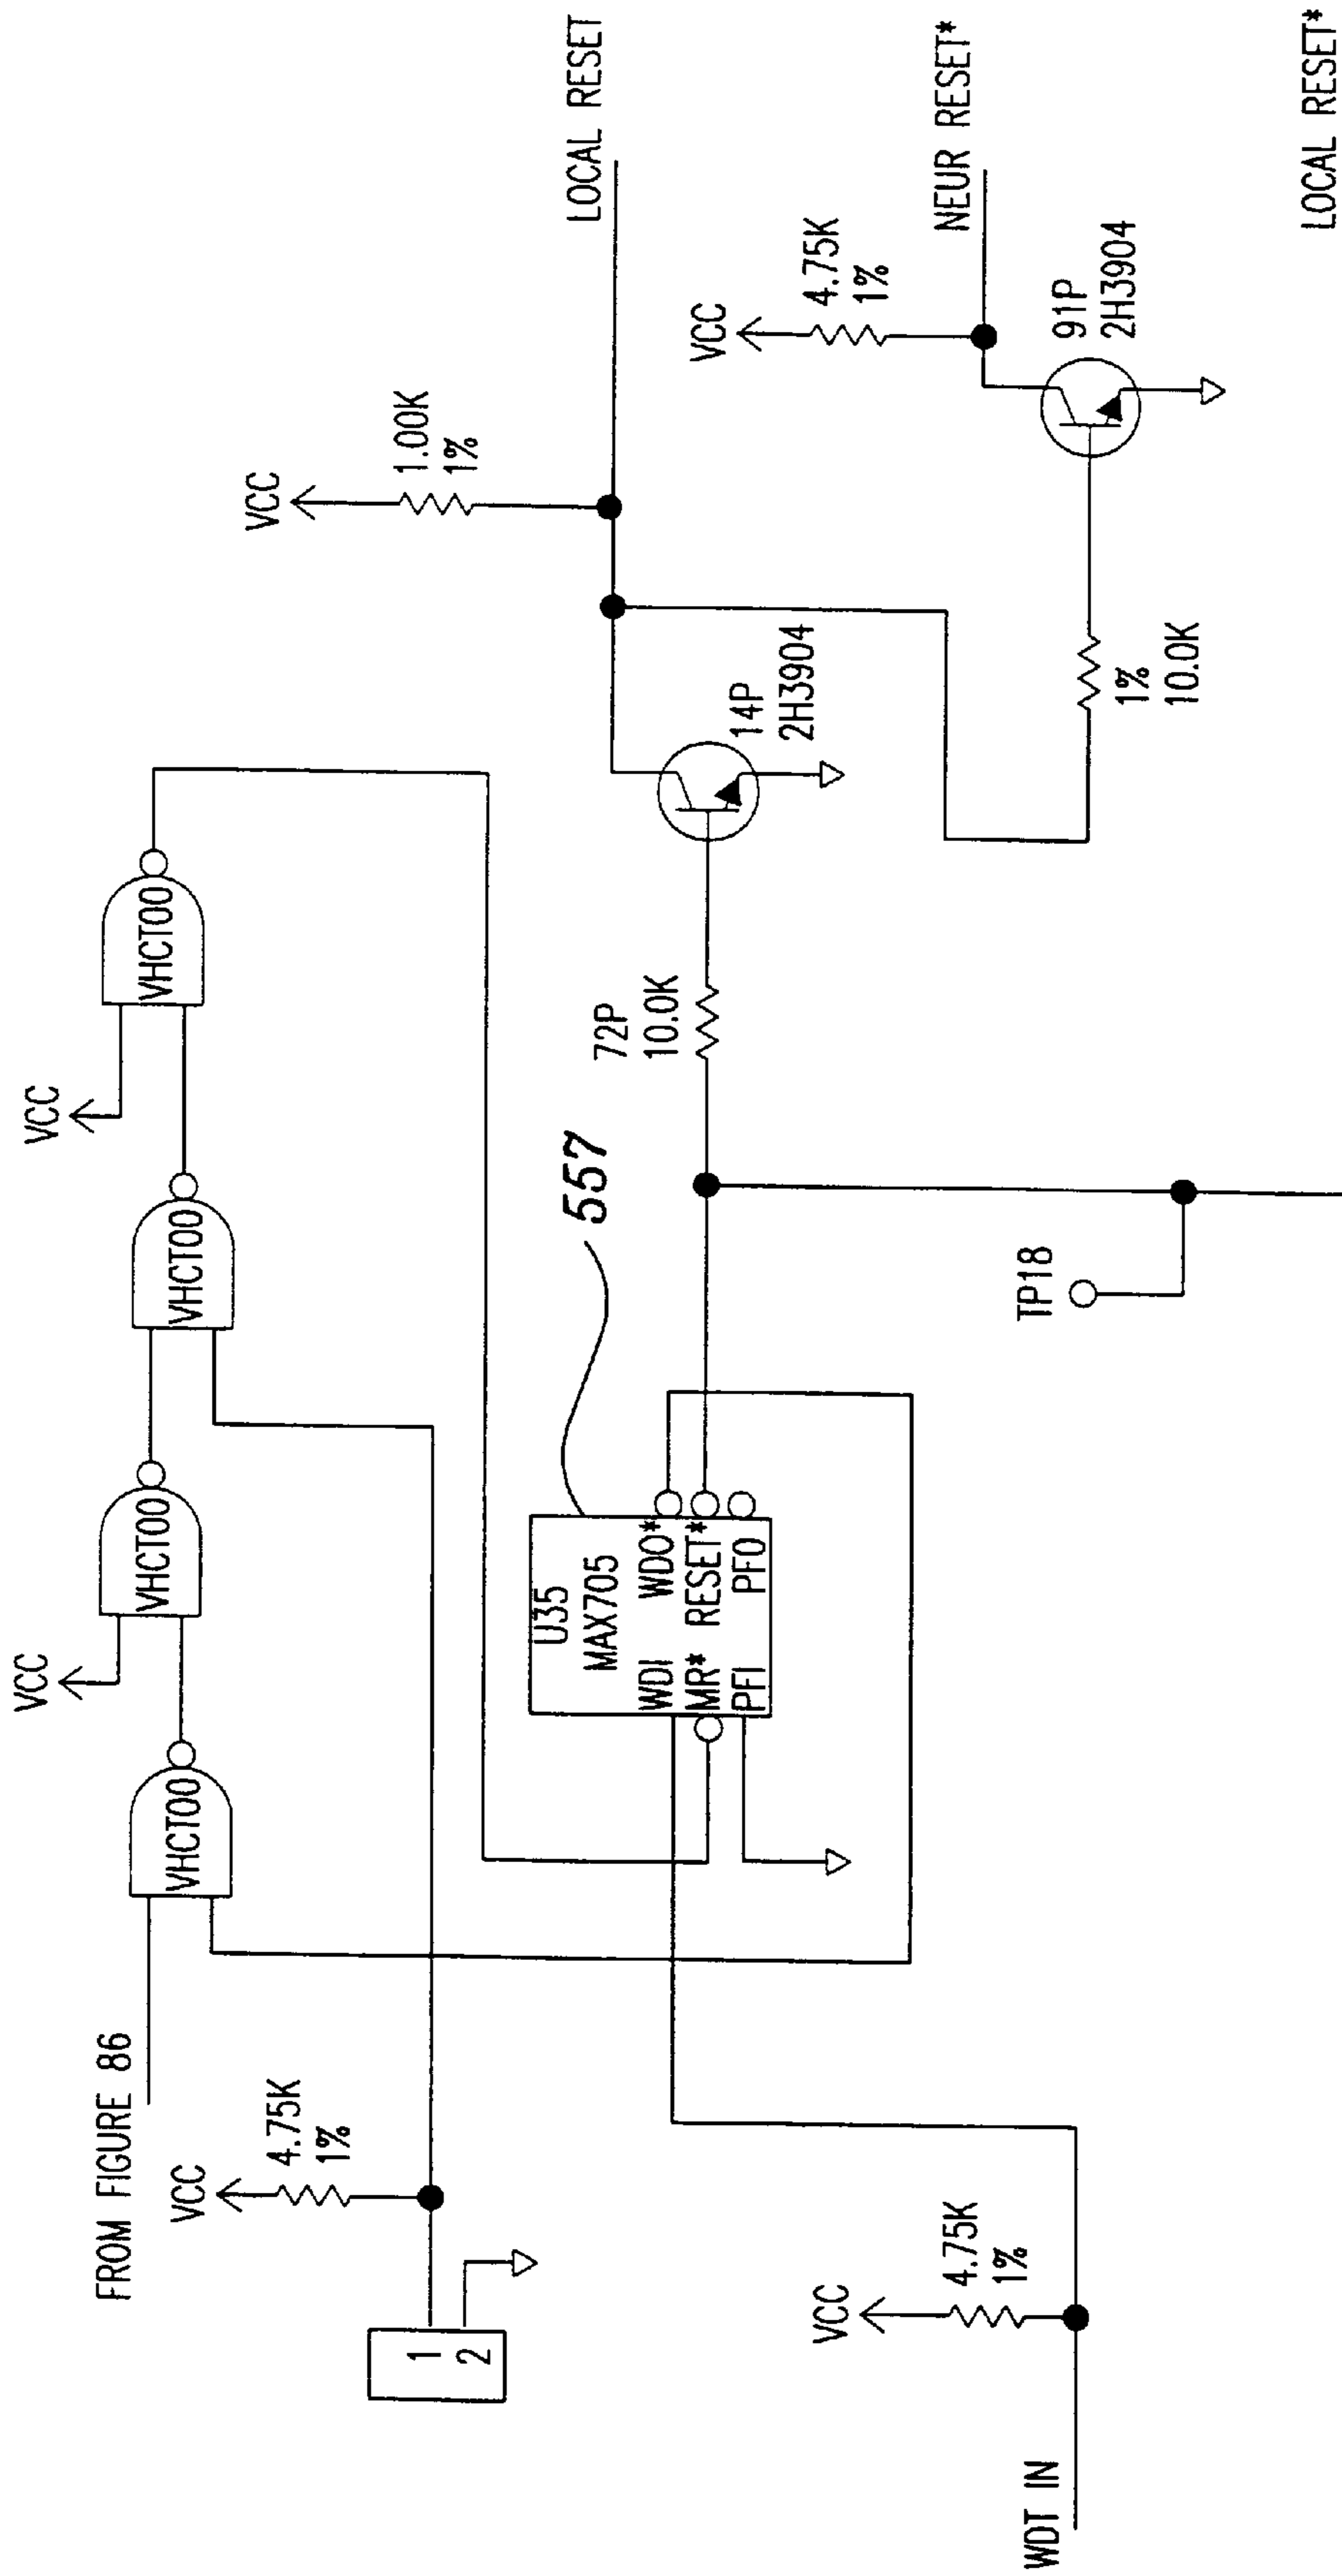 FROM FIGURE 86
VCC
4.75K
1%
1
2
VCC
4.75K
1%
WDT IN
VHCT00
VCC
VHCT00
VHCT00
VCC
VHCT00
557
U35
MAX705
WDI
WDO*
MR*
RESET*
PFI
PFO
TP18
72P
10.0K
14P
2H3904
VCC
1.00K
1%
LOCAL RESET
VCC
4.75K
1%
NEUR RESET*
91P
2H3904
1%
10.0K
LOCAL RESET*